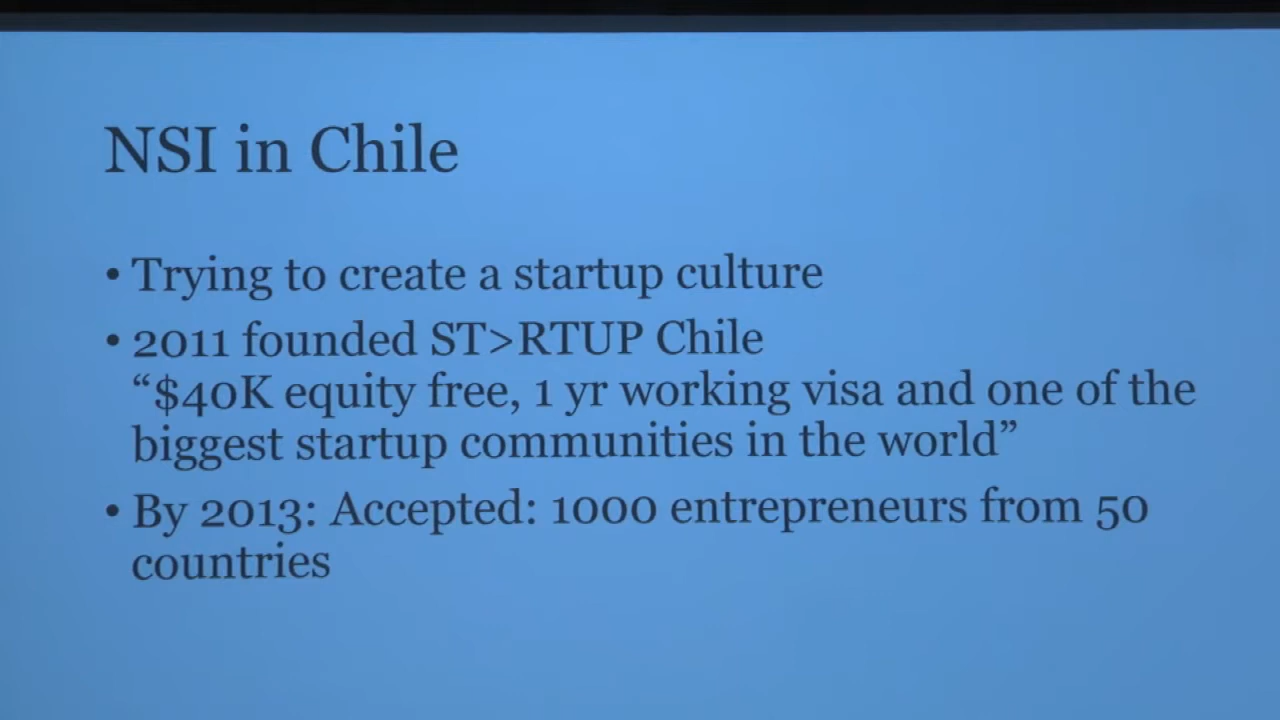 NSI in Chile
• Trying to create a startup culture
• 2011 founded ST>RTUP Chile
“$40K equity free, 1 yr working visa and one of the
biggest startup communities in the world”
• By 2013: Accepted: 1000 entrepreneurs from 50
countries